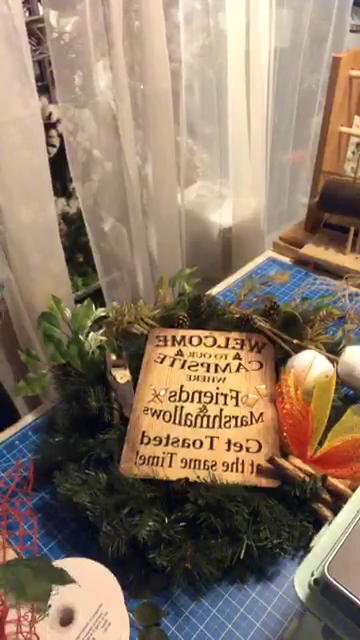 WELCOME
TO OUR
CAMPSITE
WHERE
Friends
&
Marshmallows
Get Toasted
at the same Time!